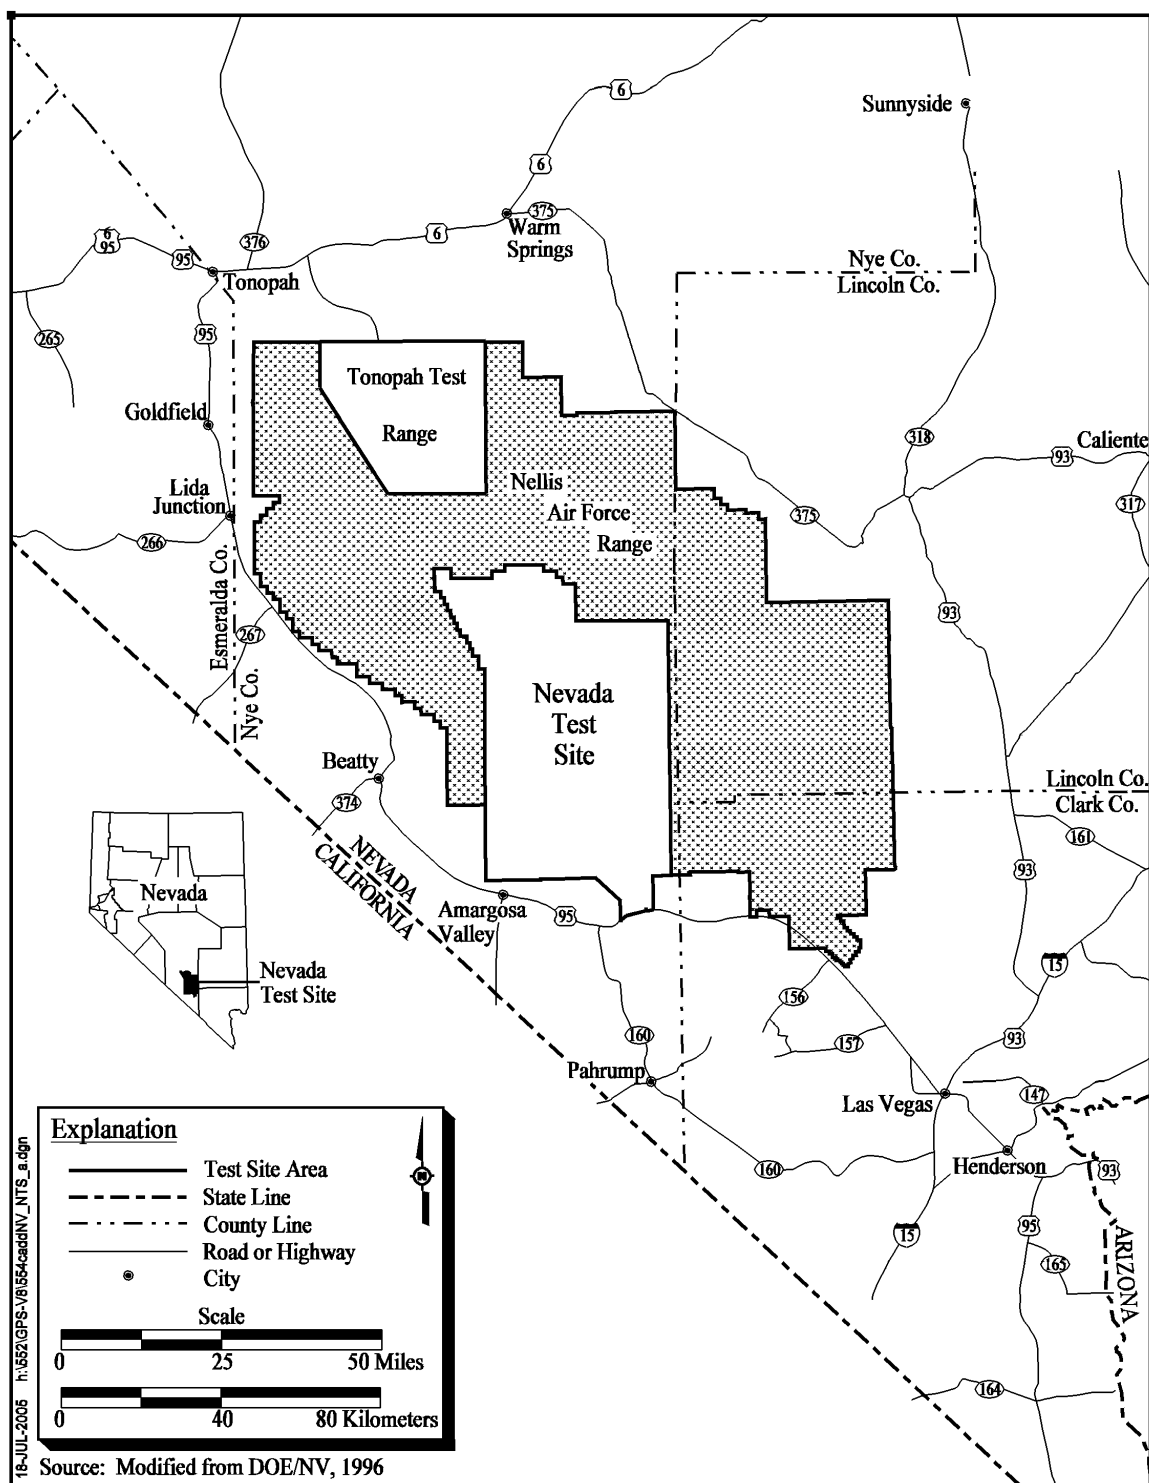 6
Sunnyside
6
375
Warm
Springs
6
376
6
95
95
Tonopah
Nye Co.
Lincoln Co.
265
95
Tonopah Test
Range
Goldfield
318
Caliente
93
Nellis
Air Force
Range
Lida
Junction
375
317
266
Esmeralda Co.
Nye Co.
267
93
Nevada
Test
Site
Beatty
374
Lincoln Co.
Clark Co.
161
93
NEVADA
CALIFORNIA
Amargosa
Valley
95
Nevada
Nevada
Test Site
15
156
157
93
160
Pahrump
Las Vegas
147
160
Henderson
93
95
15
165
ARIZONA
164
Explanation
Test Site Area
State Line
County Line
Road or Highway
City
N
Scale
0 25 50 Miles
0 40 80 Kilometers
18-JUL-2005 h:\552\GPS-V8\554caddNV_NTS_a.dgn
Source: Modified from DOE/NV, 1996